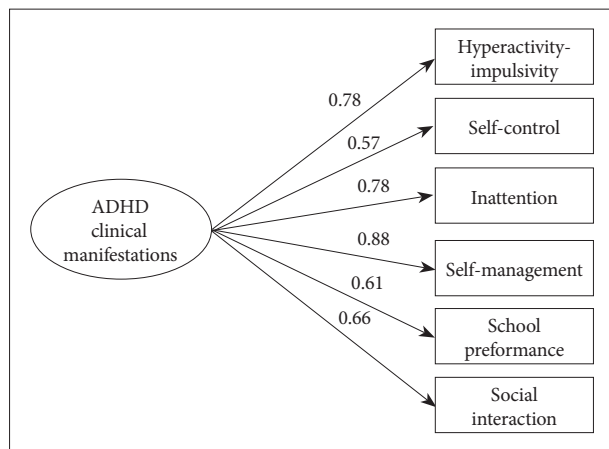 Hyperactivity-
impulsivity
0.78
Self-control
0.57
Inattention
0.78
ADHD
clinical
manifestations
0.88
Self-management
0.61
School
preformance
0.66
Social
interaction